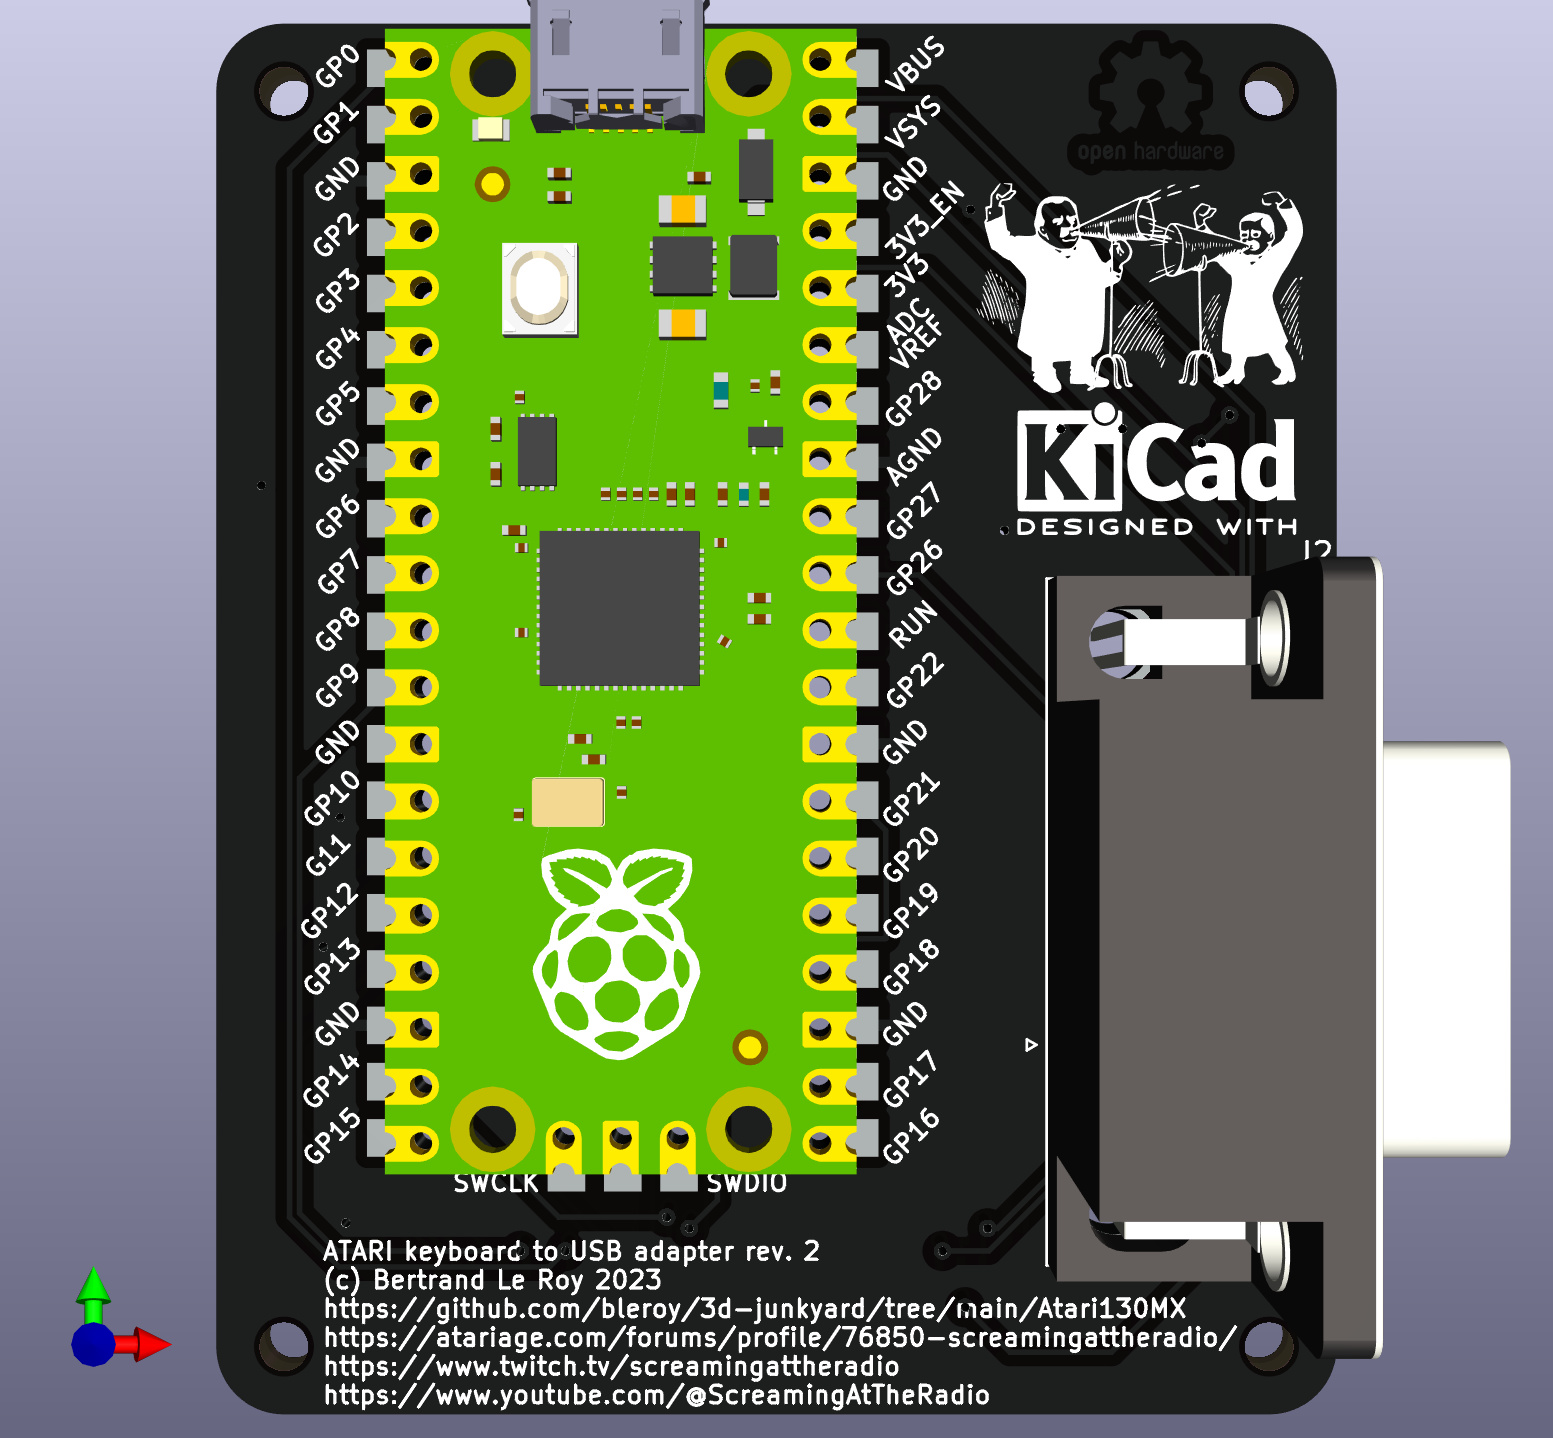 GP0
GP1
GND
GP2
GP3
GP4
GP5
GND
GP6
GP7
GP8
GP9
GND
GP10
G11
GP12
GP13
GND
GP14
GP15
VBUS
VSYS
GND
3V3_EN
3V3
ADC
VREF
GP28
AGND
GP27
GP26
RUN
GP22
GND
GP21
GP20
GP19
GP18
GND
GP17
GP16
open hardware
KiCad
DESIGNED WITH
J2
SWCLK
SWDIO
ATARI keyboard to USB adapter rev. 2
(c) Bertrand Le Roy 2023
https://github.com/bleroy/3d-junkyard/tree/main/Atari130MX
https://atariage.com/forums/profile/76850-screamingattheradio/
https://www.twitch.tv/screamingattheradio
https://www.youtube.com/@ScreamingAtTheRadio